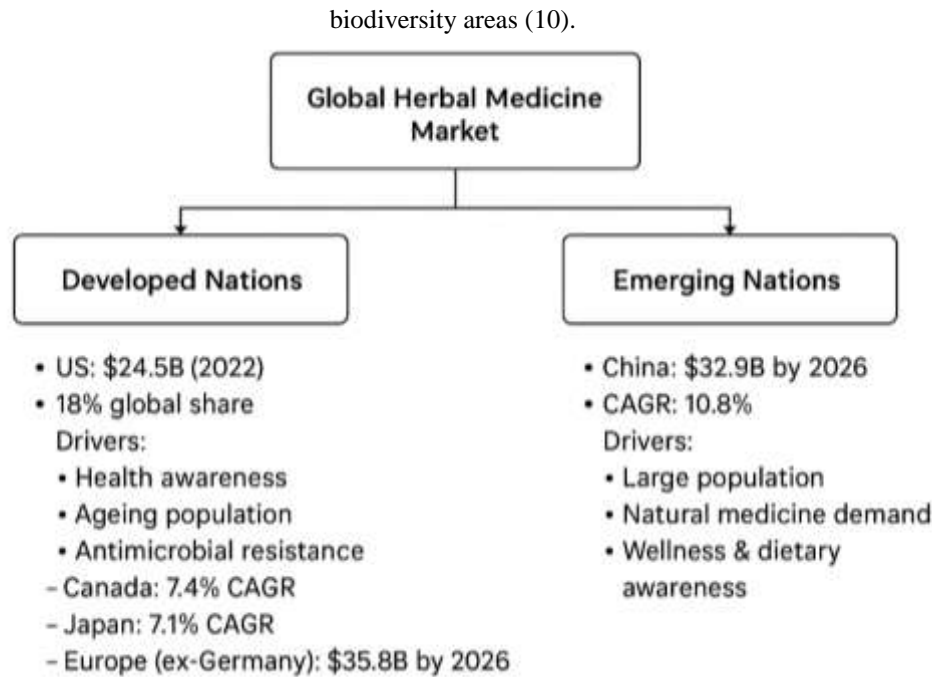 biodiversity areas (10).
Global Herbal Medicine
Market
Developed Nations
• US: $24.5B (2022)
• 18% global share
Drivers:
• Health awareness
• Ageing population
• Antimicrobial resistance
– Canada: 7.4% CAGR
– Japan: 7.1% CAGR
– Europe (ex-Germany): $35.8B by 2026
Emerging Nations
• China: $32.9B by 2026
• CAGR: 10.8%
Drivers:
• Large population
• Natural medicine demand
• Wellness & dietary
awareness